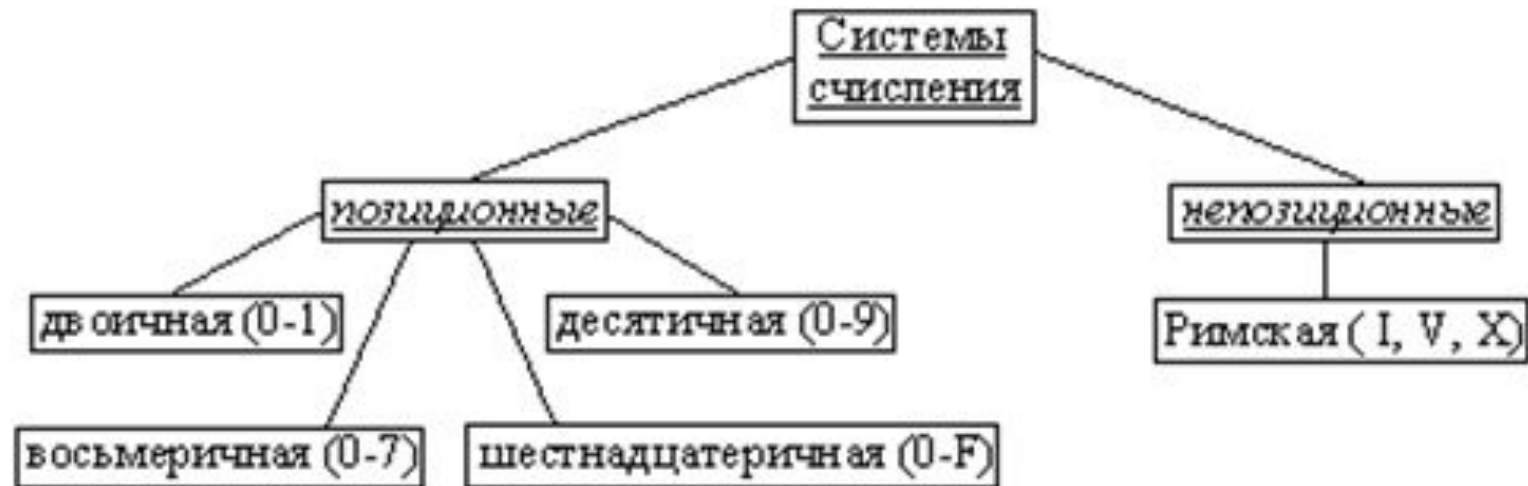 Системы
счисления
позиционные
непозиционные
двоичная (0-1)
десятичная (0-9)
Римская ( I, V, X)
восьмеричная (0-7)
шестнадцатеричная (0-F)